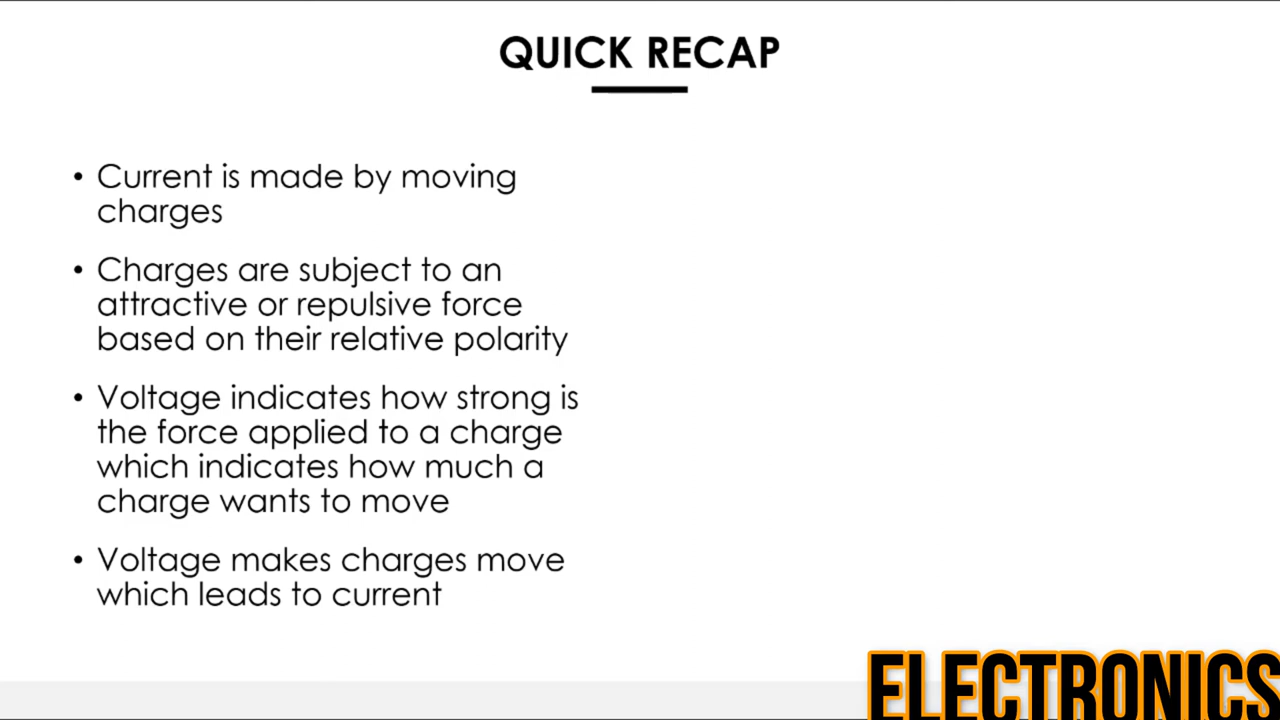 QUICK RECAP
• Current is made by moving
charges
• Charges are subject to an
attractive or repulsive force
based on their relative polarity
• Voltage indicates how strong is
the force applied to a charge
which indicates how much a
charge wants to move
• Voltage makes charges move
which leads to current
ELECTRONICS